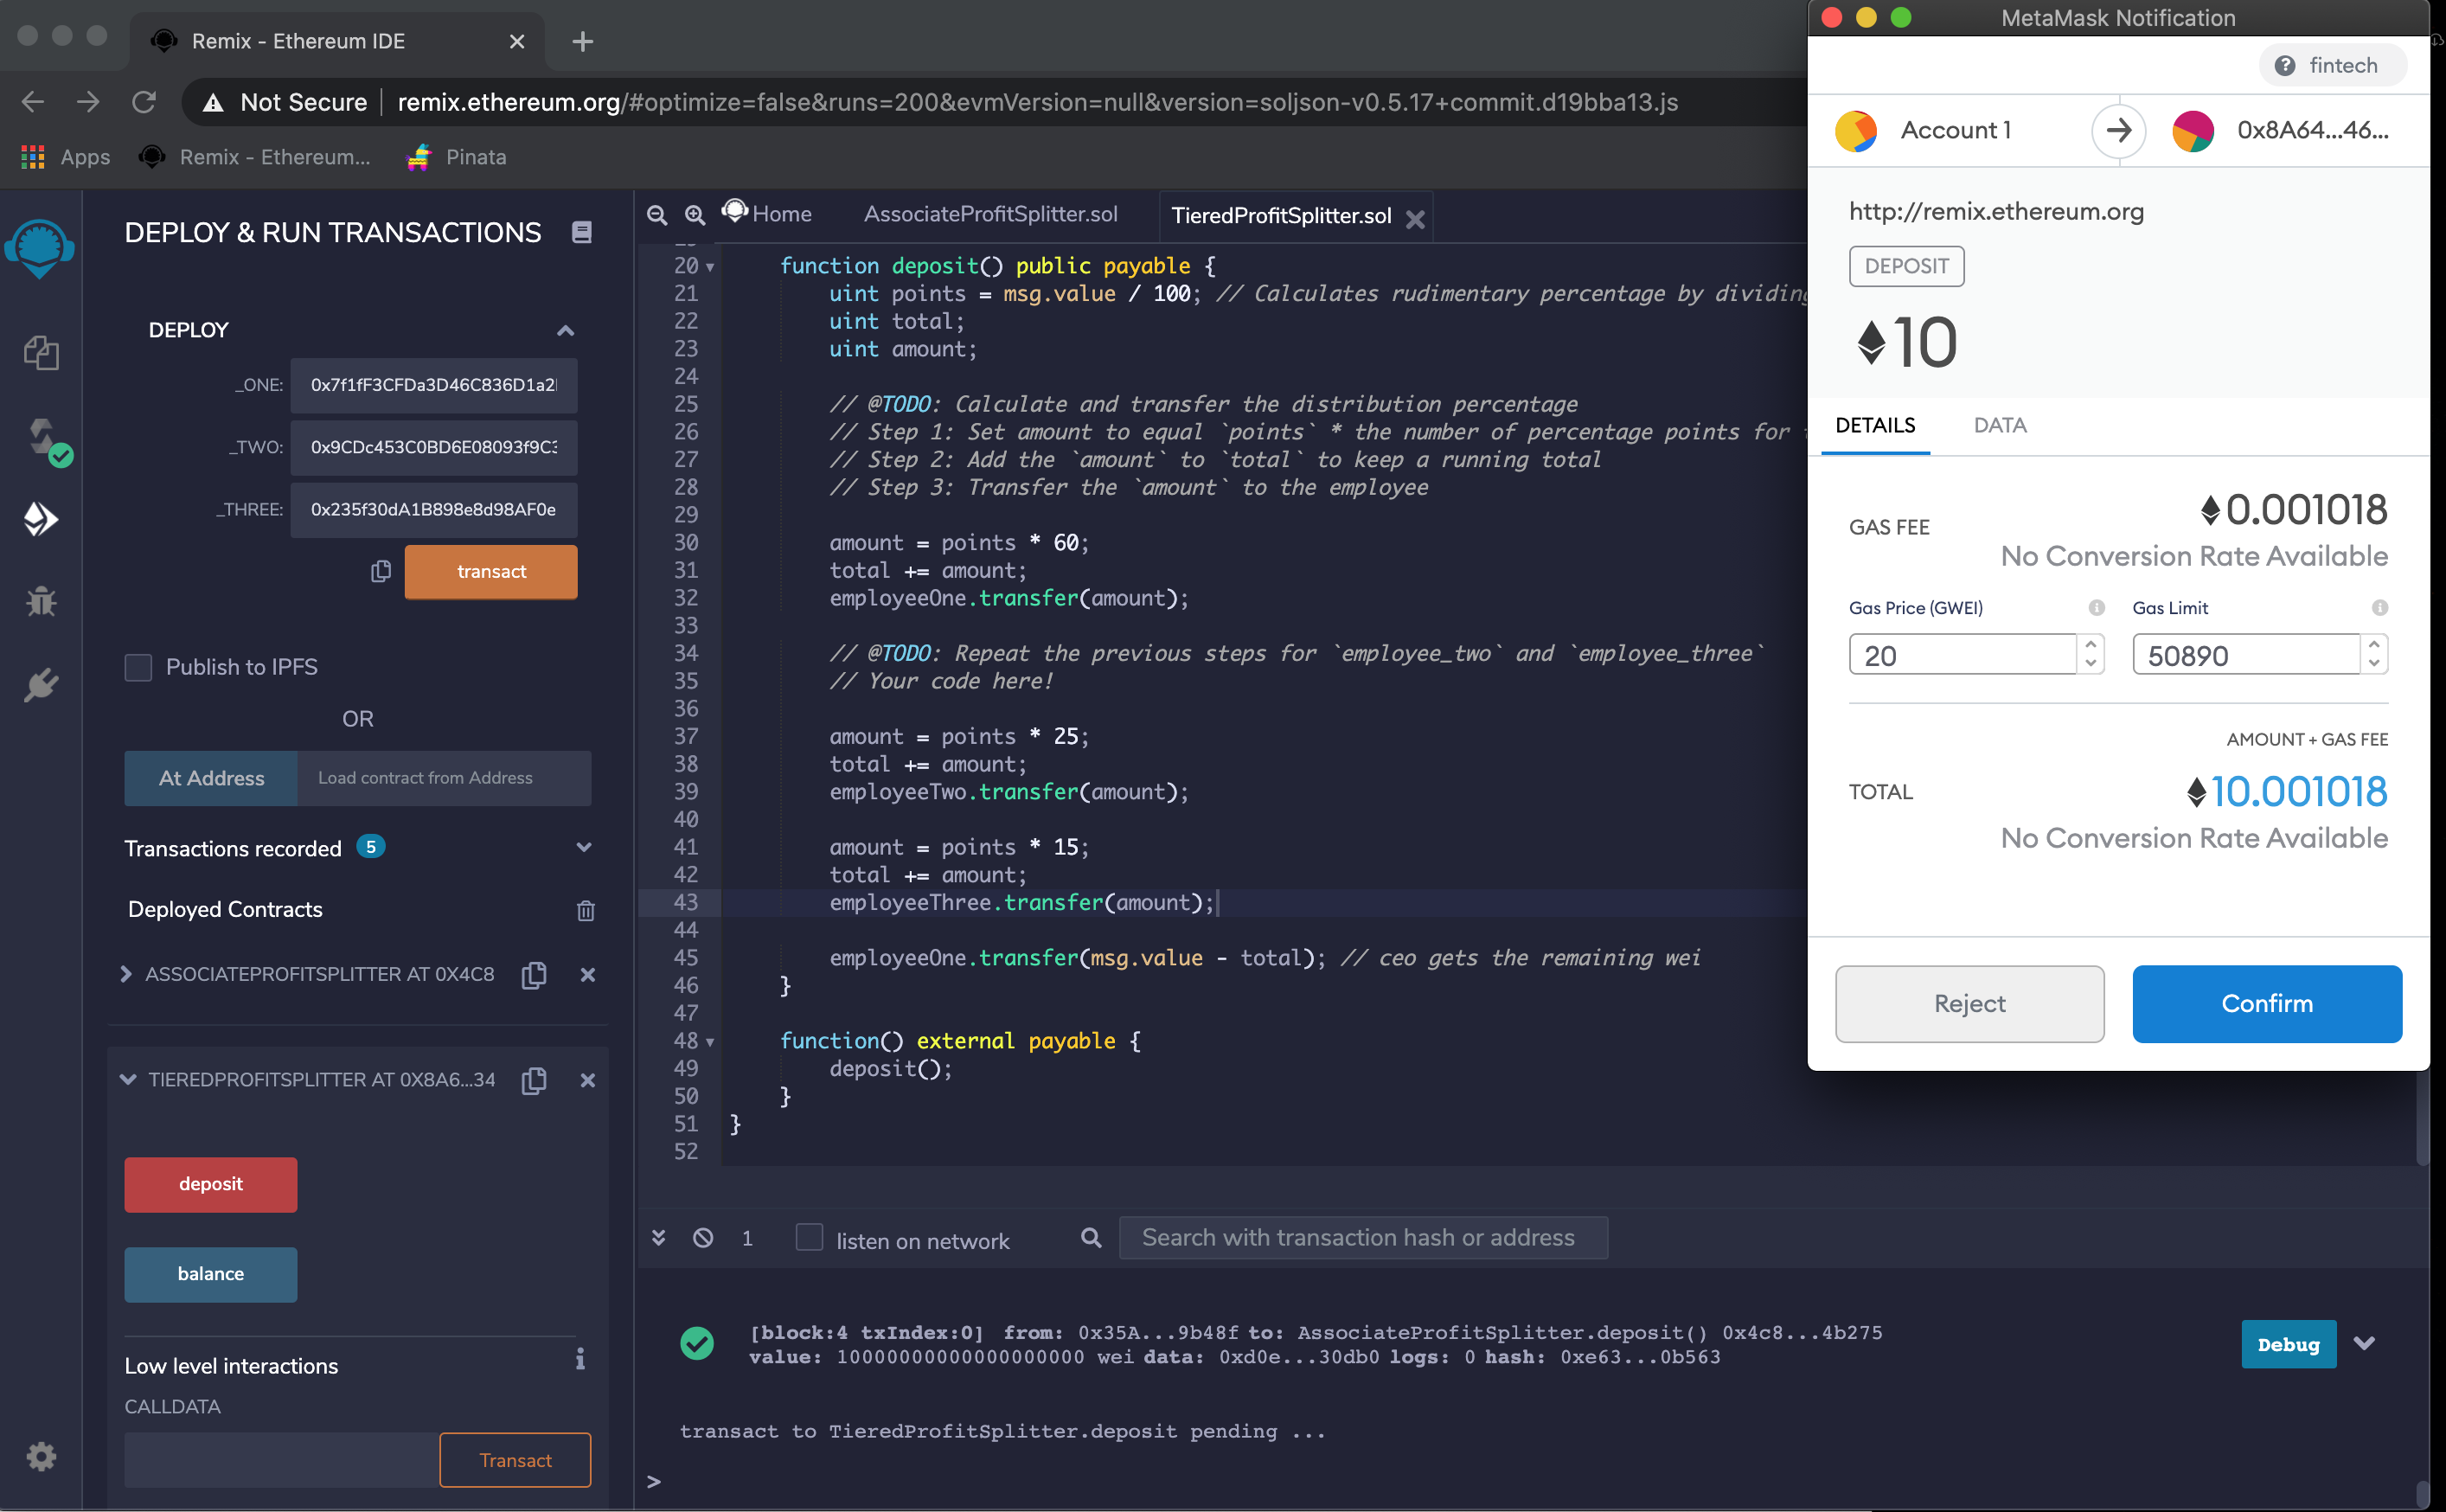 Remix - Ethereum IDE
Not Secure
remix.ethereum.org/#optimize=false&runs=200&evmVersion=null&version=soljson-v0.5.17+commit.d19bba13.js
Apps
Remix - Ethereum...
Pinata
DEPLOY & RUN TRANSACTIONS
DEPLOY
_ONE:
0x7f1fF3CFDa3D46C836D1a2
_TWO:
0x9CDc453C0BD6E08093f9C3
_THREE:
0x235f30dA1B898e8d98AF0e
transact
Publish to IPFS
OR
At Address
Load contract from Address
Transactions recorded 5
Deployed Contracts
ASSOCIATEPROFITSPLITTER AT 0X4C8
TIEREDPROFITSPLITTER AT 0X8A6...34
deposit
balance
Low level interactions
CALLDATA
Transact
Home
AssociateProfitSplitter.sol
TieredProfitSplitter.sol
20 function deposit() public payable {
21 uint points = msg.value / 100; // Calculates rudimentary percentage by dividing
22 uint total;
23 uint amount;
24
25 // @TODO: Calculate and transfer the distribution percentage
26 // Step 1: Set amount to equal `points` * the number of percentage points for
27 // Step 2: Add the `amount` to `total` to keep a running total
28 // Step 3: Transfer the `amount` to the employee
29
30 amount = points * 60;
31 total += amount;
32 employeeOne.transfer(amount);
33
34 // @TODO: Repeat the previous steps for `employee_two` and `employee_three`
35 // Your code here!
36
37 amount = points * 25;
38 total += amount;
39 employeeTwo.transfer(amount);
40
41 amount = points * 15;
42 total += amount;
43 employeeThree.transfer(amount);
44
45 employeeOne.transfer(msg.value - total); // ceo gets the remaining wei
46 }
47
48 function() external payable {
49 deposit();
50 }
51 }
52
1
listen on network
Search with transaction hash or address
[block:4 txIndex:0] from: 0x35A...9b48f to: AssociateProfitSplitter.deposit() 0x4c8...4b275
value: 10000000000000000000 wei data: 0xd0e...30db0 logs: 0 hash: 0xe63...0b563
Debug
transact to TieredProfitSplitter.deposit pending ...
>
MetaMask Notification
fintech
Account 1
0x8A64...46...
http://remix.ethereum.org
DEPOSIT
10
DETAILS
DATA
GAS FEE
0.001018
No Conversion Rate Available
Gas Price (GWEI)
Gas Limit
20
50890
AMOUNT + GAS FEE
TOTAL
10.001018
No Conversion Rate Available
Reject
Confirm